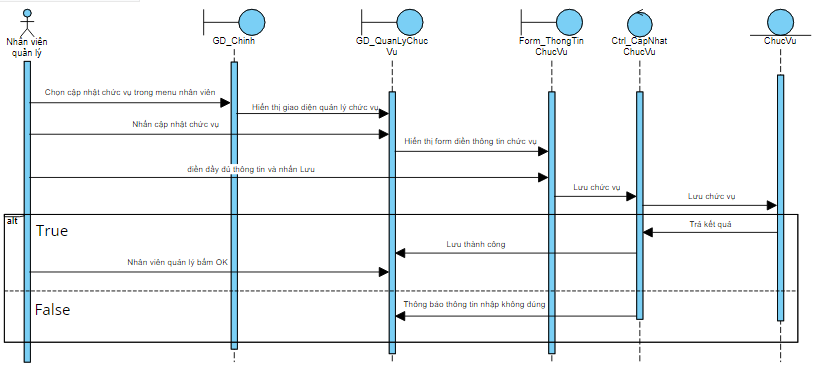 Nhân viên
quản lý
GD_Chinh
GD_QuanLyChuc
Vu
Form_ThongTin
ChucVu
Ctrl_CapNhat
ChucVu
ChucVu
Chọn cập nhật chức vụ trong menu nhân viên
Hiển thị giao diện quản lý chức vụ
Nhấn cập nhật chức vụ
Hiển thị form điền thông tin chức vụ
điền đầy đủ thông tin và nhấn Lưu
Lưu chức vụ
Lưu chức vụ
alt
True
Trả kết quả
Lưu thành công
Nhân viên quản lý bấm OK
False
Thông báo thông tin nhập không đúng